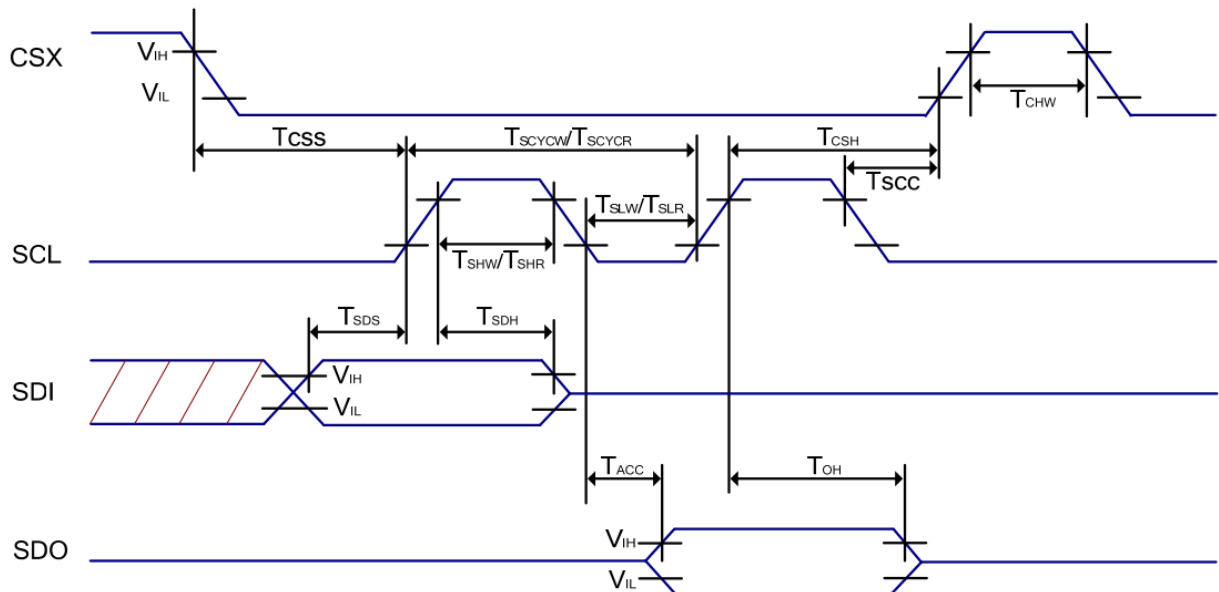 CSX
VIH
VIL
TCHW
TCSS
TSCYCW/TSCYCR
TCSH
TSCC
SCL
TSLW/TSLR
TSHW/TSHR
TSDS
TSDH
SDI
VIH
VIL
TACC
TOH
SDO
VIH
VIL